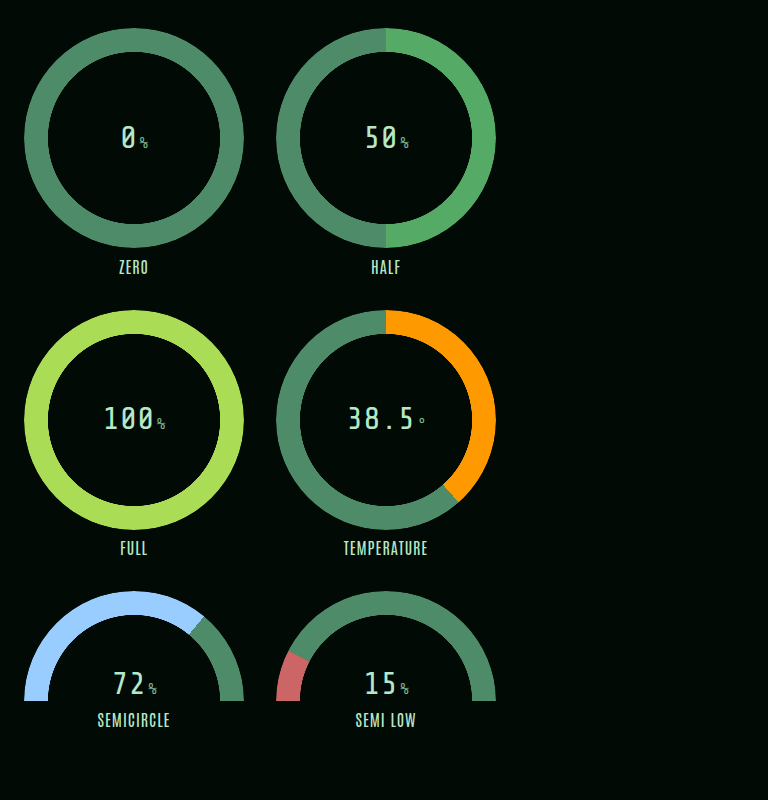 0%
50%
ZERO
HALF
100%
38.5°
FULL
TEMPERATURE
72%
15%
SEMICIRCLE
SEMI LOW